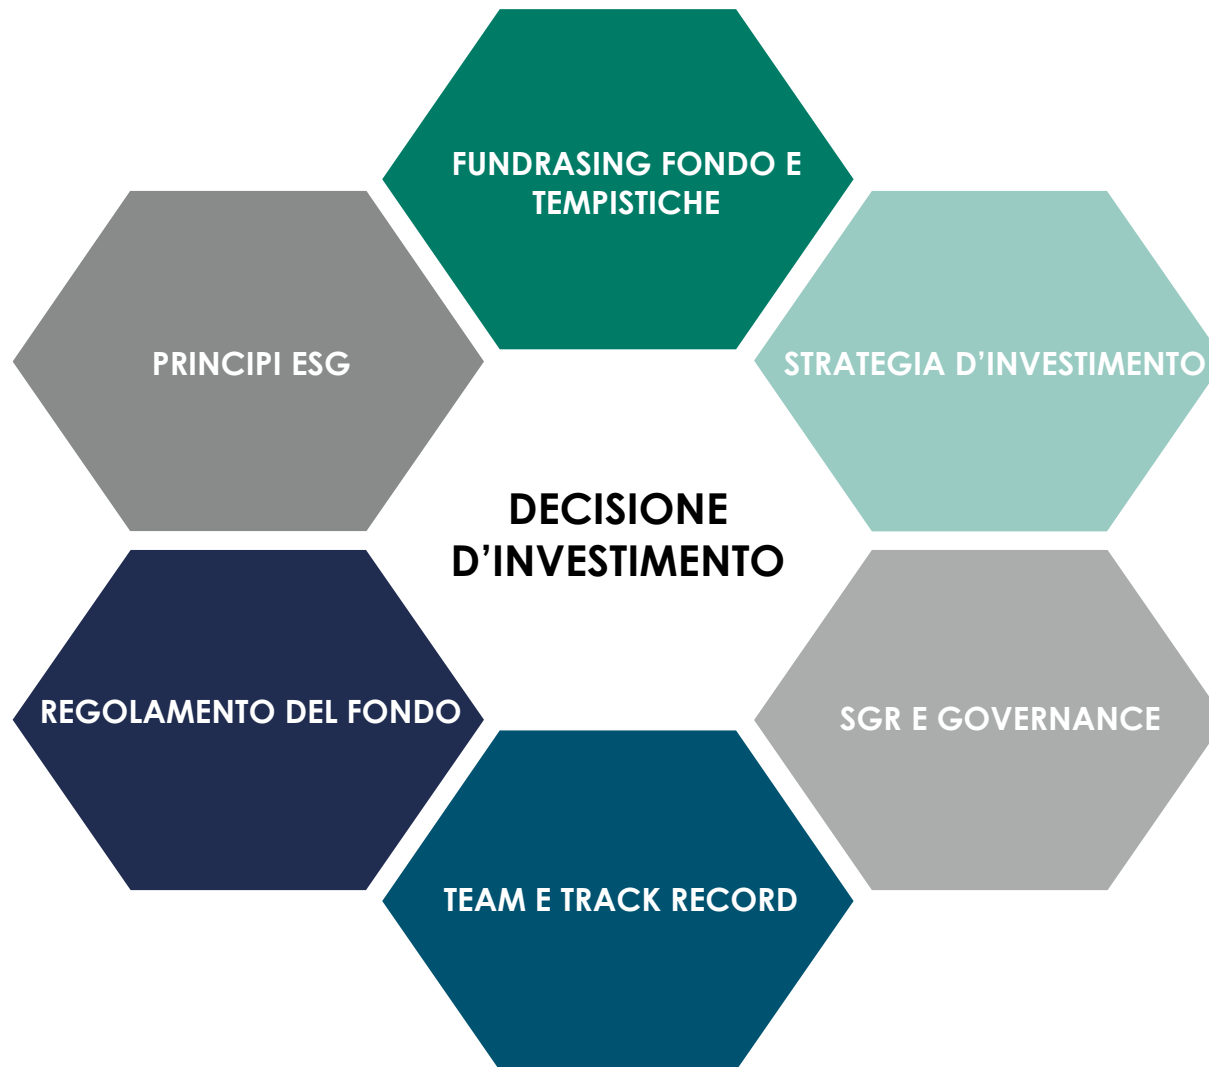 FUNDRASING FONDO E
TEMPISTICHE
PRINCIPI ESG
STRATEGIA D’INVESTIMENTO
DECISIONE
D’INVESTIMENTO
REGOLAMENTO DEL FONDO
SGR E GOVERNANCE
TEAM E TRACK RECORD